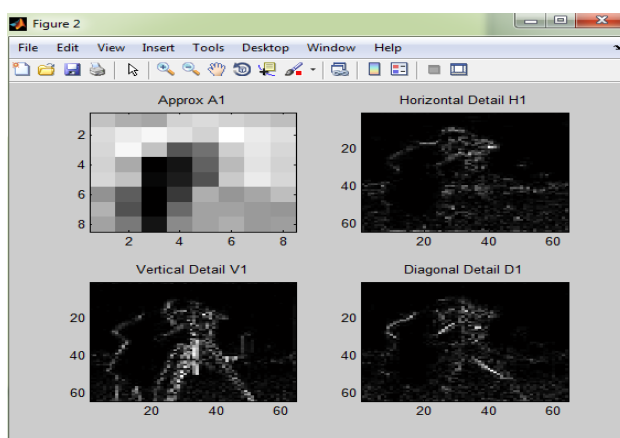 Figure 2
File Edit View Insert Tools Desktop Window Help
Approx A1
2
4
6
8
2 4 6 8
Horizontal Detail H1
20
40
60
20 40 60
Vertical Detail V1
20
40
60
20 40 60
Diagonal Detail D1
20
40
60
20 40 60